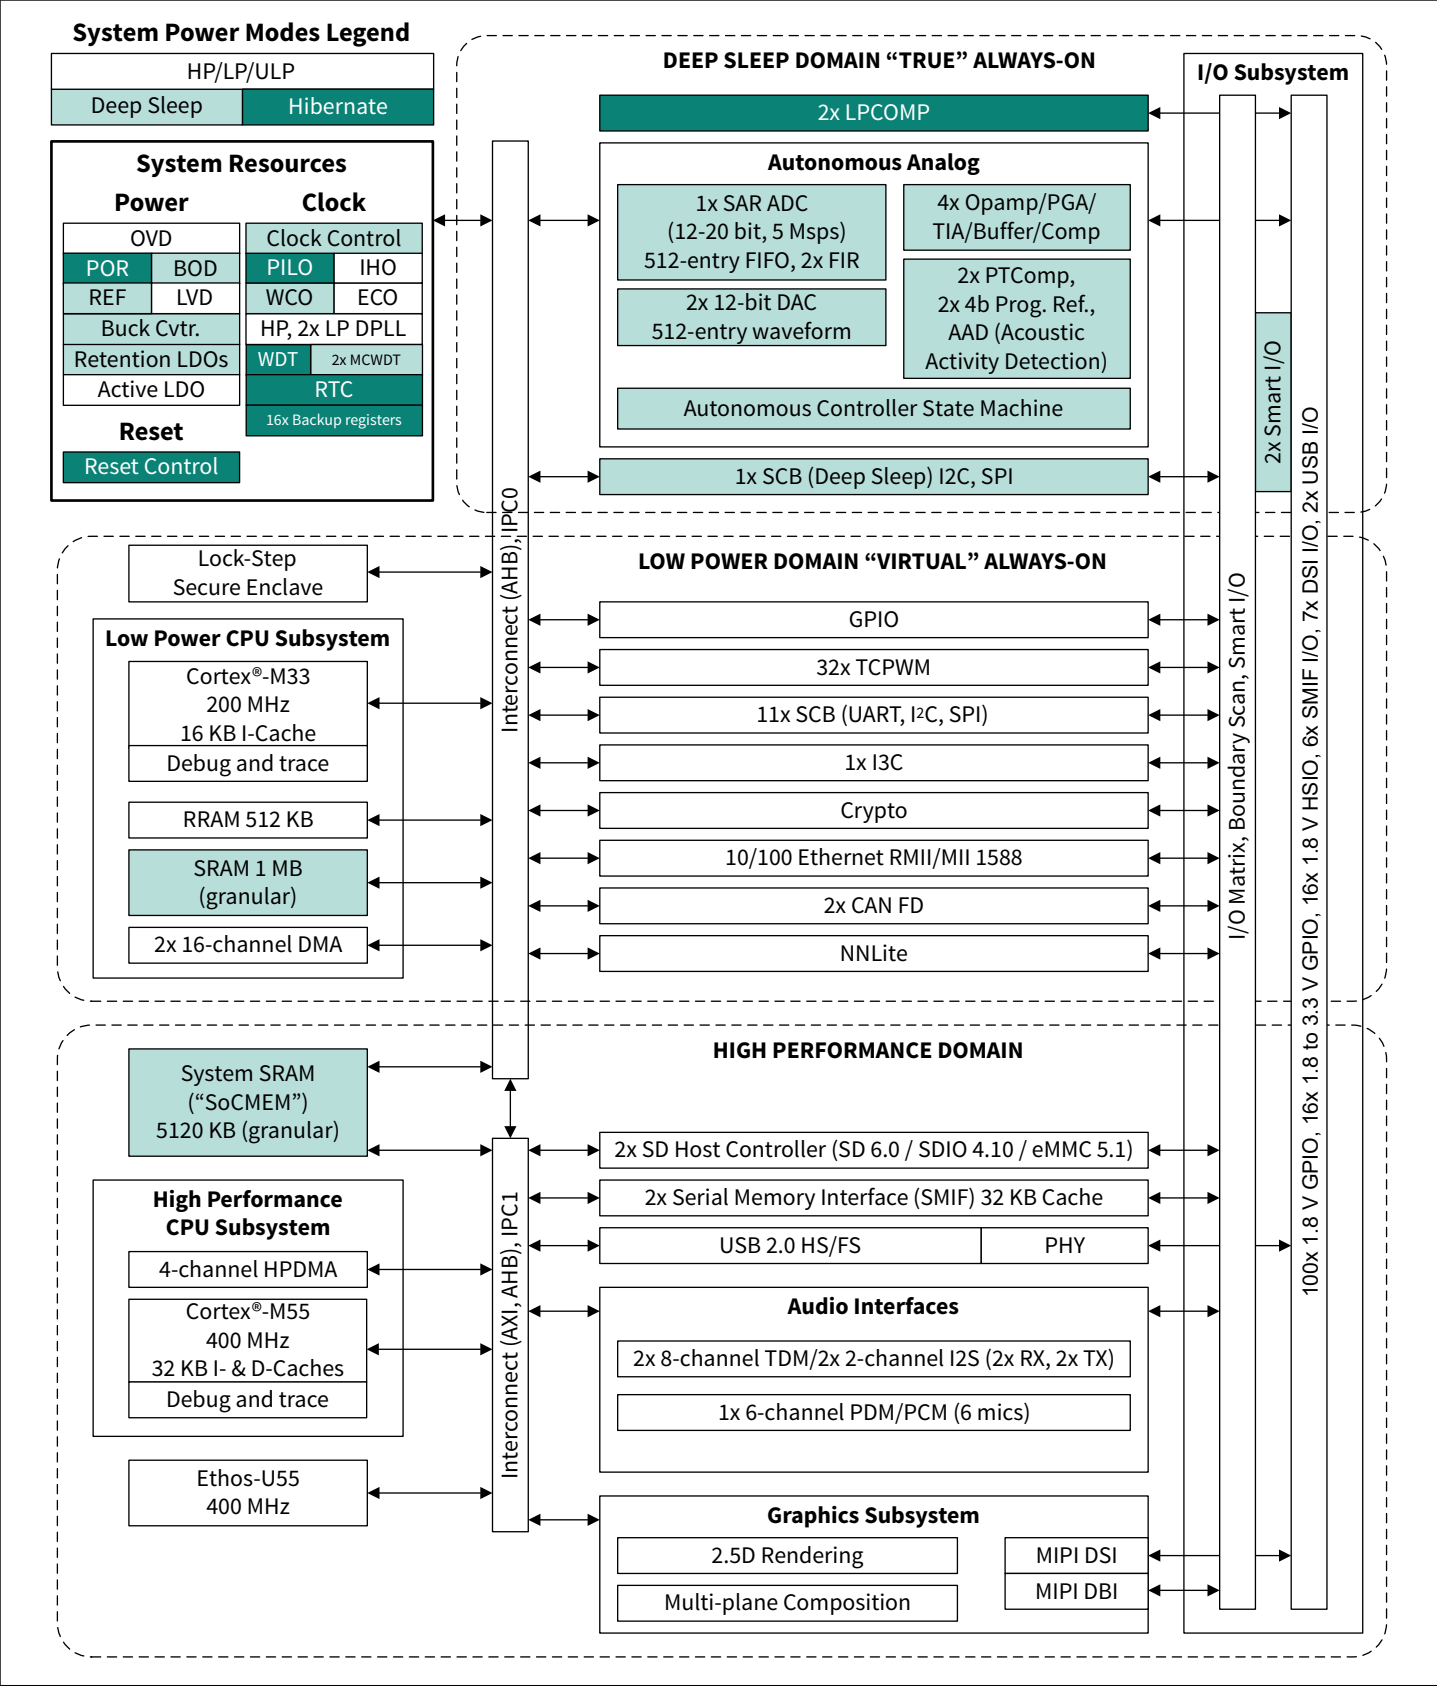 System Power Modes Legend
HP/LP/ULP
Deep Sleep
Hibernate
System Resources
Power
Clock
OVD
POR
BOD
REF
LVD
Buck Cvtr.
Retention LDOs
Active LDO
Reset
Reset Control
Clock Control
PILO
IHO
WCO
ECO
HP, 2x LP DPLL
WDT
2x MCWDT
RTC
16x Backup registers
DEEP SLEEP DOMAIN “TRUE” ALWAYS-ON
2x LPCOMP
Autonomous Analog
1x SAR ADC
(12-20 bit, 5 Msps)
512-entry FIFO, 2x FIR
2x 12-bit DAC
512-entry waveform
4x Opamp/PGA/
TIA/Buffer/Comp
2x PTComp,
2x 4b Prog. Ref.,
AAD (Acoustic
Activity Detection)
Autonomous Controller State Machine
1x SCB (Deep Sleep) I2C, SPI
I/O Subsystem
2x Smart I/O
I/O Matrix, Boundary Scan, Smart I/O
100x 1.8 V GPIO, 16x 1.8 to 3.3 V GPIO, 16x 1.8 V HSIO, 6x SMIF I/O, 7x DSI I/O, 2x USB I/O
Interconnect (AHB), IPC0
LOW POWER DOMAIN “VIRTUAL” ALWAYS-ON
Lock-Step
Secure Enclave
Low Power CPU Subsystem
Cortex®-M33
200 MHz
16 KB I-Cache
Debug and trace
RRAM 512 KB
SRAM 1 MB
(granular)
2x 16-channel DMA
GPIO
32x TCPWM
11x SCB (UART, I²C, SPI)
1x I3C
Crypto
10/100 Ethernet RMII/MII 1588
2x CAN FD
NNLite
HIGH PERFORMANCE DOMAIN
System SRAM
(“SoCMEM”)
5120 KB (granular)
High Performance
CPU Subsystem
4-channel HPDMA
Cortex®-M55
400 MHz
32 KB I- & D-Caches
Debug and trace
Ethos-U55
400 MHz
Interconnect (AXI, AHB), IPC1
2x SD Host Controller (SD 6.0 / SDIO 4.10 / eMMC 5.1)
2x Serial Memory Interface (SMIF) 32 KB Cache
USB 2.0 HS/FS
PHY
Audio Interfaces
2x 8-channel TDM/2x 2-channel I2S (2x RX, 2x TX)
1x 6-channel PDM/PCM (6 mics)
Graphics Subsystem
2.5D Rendering
Multi-plane Composition
MIPI DSI
MIPI DBI